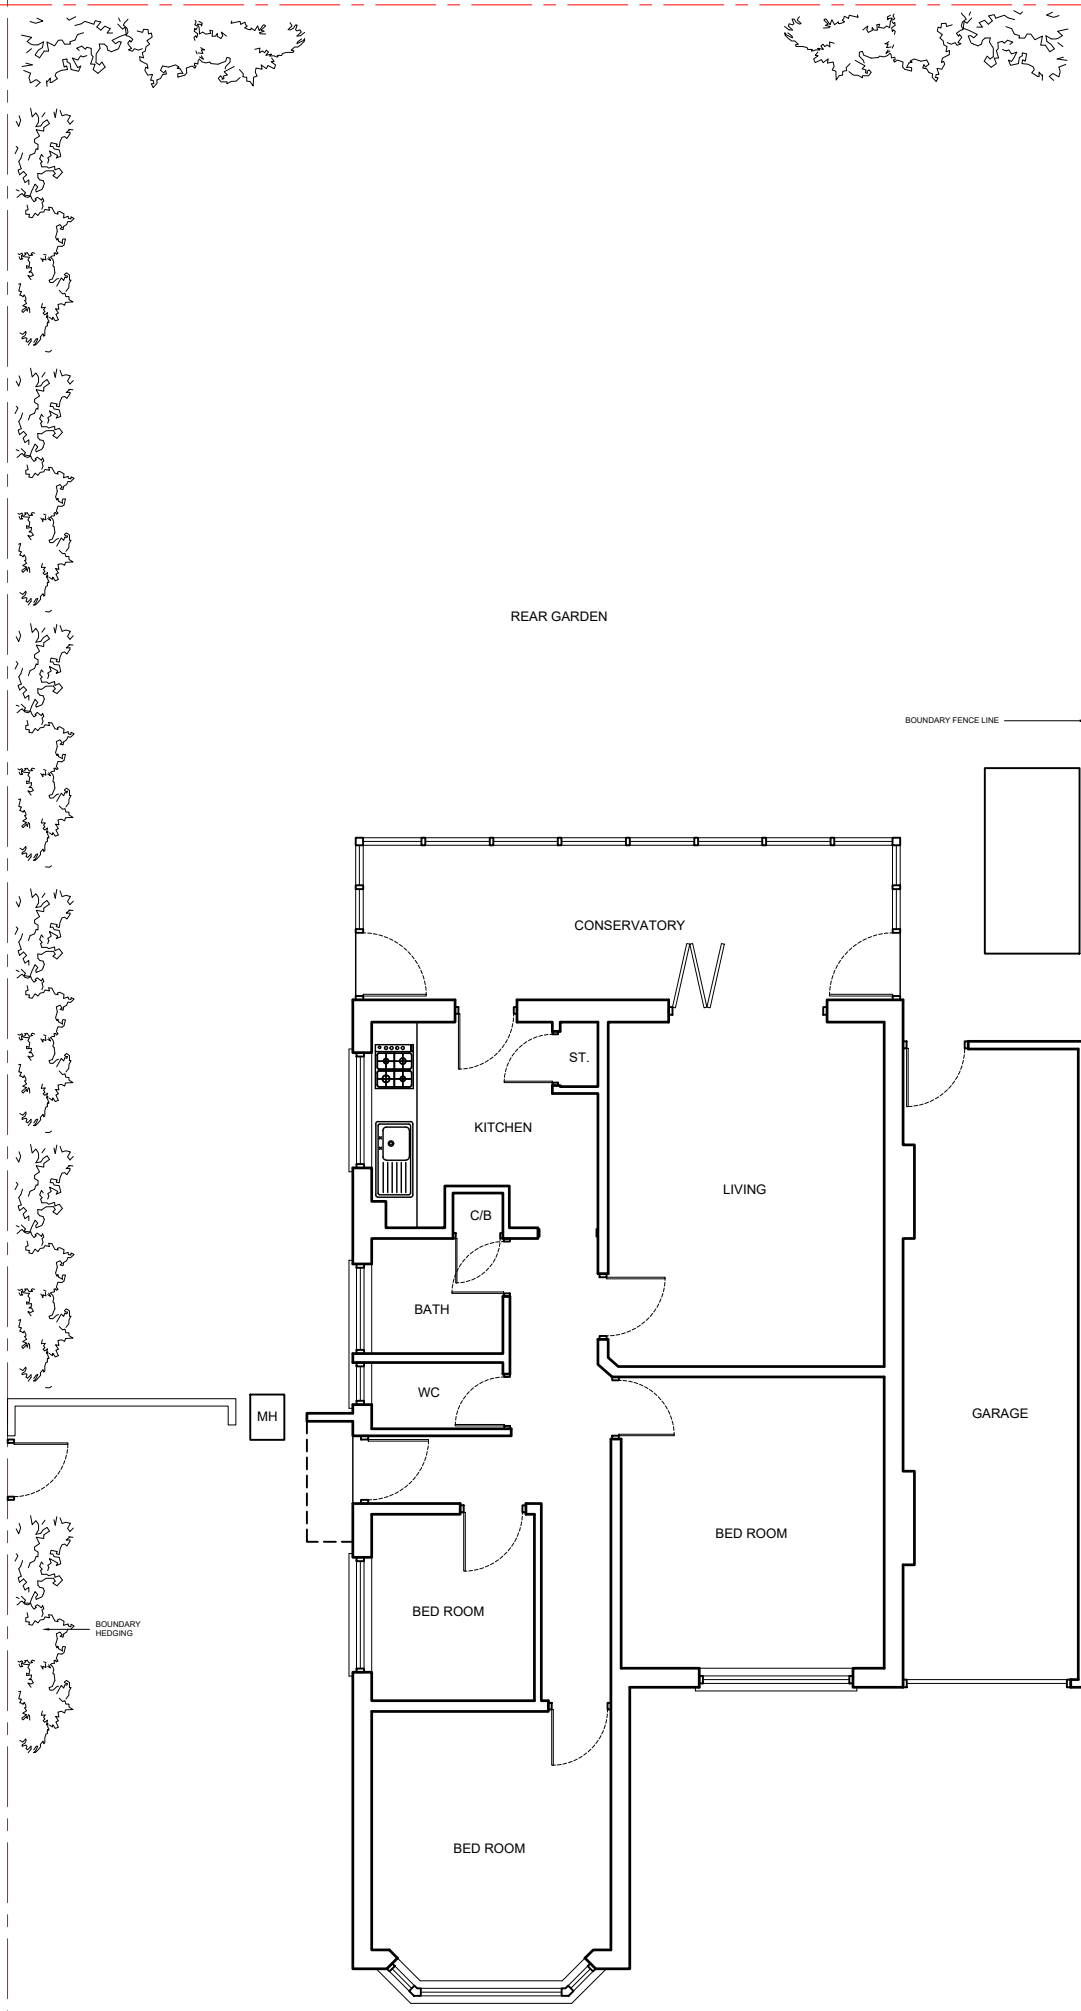 REAR GARDEN
BOUNDARY FENCE LINE
CONSERVATORY
ST.
KITCHEN
LIVING
C/B
BATH
WC
MH
GARAGE
BED ROOM
BED ROOM
BOUNDARY
HEDGING
BED ROOM